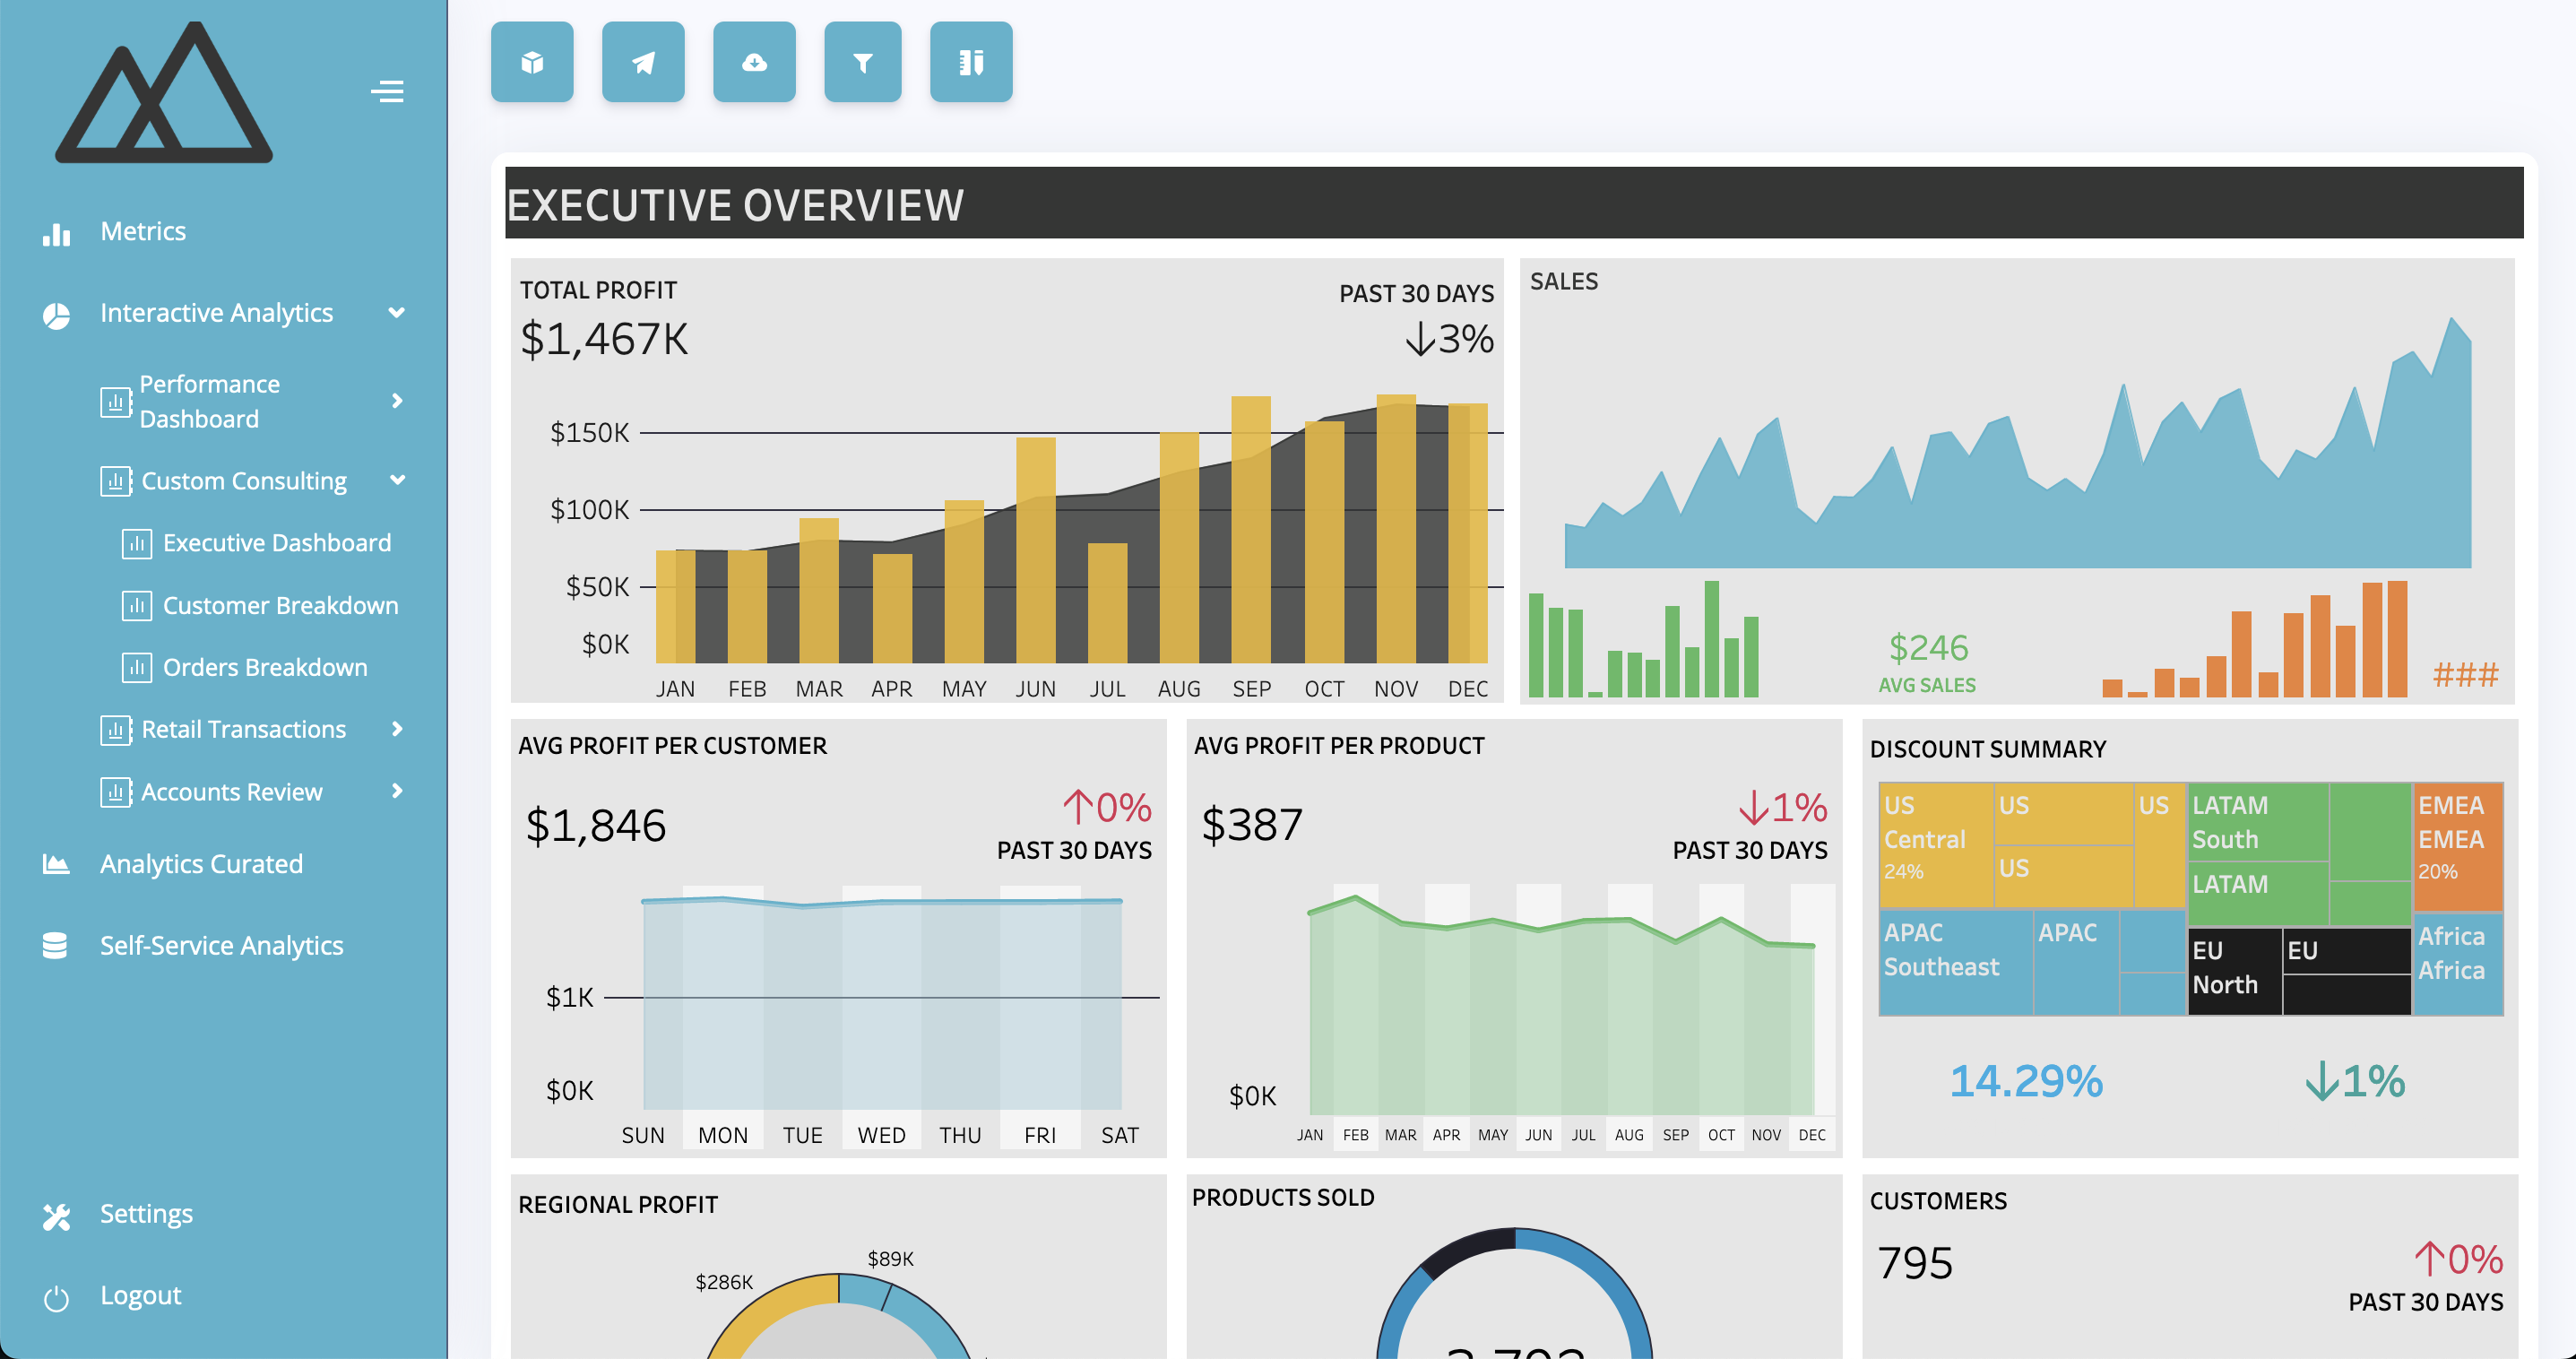 Metrics
Interactive Analytics
Performance
Dashboard
Custom Consulting
Executive Dashboard
Customer Breakdown
Orders Breakdown
Retail Transactions
Accounts Review
Analytics Curated
Self-Service Analytics
Settings
Logout
EXECUTIVE OVERVIEW
TOTAL PROFIT
$1,467K
PAST 30 DAYS
↓3%
$150K
$100K
$50K
$0K
JAN FEB MAR APR MAY JUN JUL AUG SEP OCT NOV DEC
SALES
$246
AVG SALES
###
AVG PROFIT PER CUSTOMER
$1,846
↑0%
PAST 30 DAYS
$1K
$0K
SUN MON TUE WED THU FRI SAT
AVG PROFIT PER PRODUCT
$387
↓1%
PAST 30 DAYS
$0K
JAN FEB MAR APR MAY JUN JUL AUG SEP OCT NOV DEC
DISCOUNT SUMMARY
US
Central
24%
US
US
US
LATAM
South
LATAM
EMEA
EMEA
20%
APAC
Southeast
APAC
EU
North
EU
Africa
Africa
14.29%
↓1%
REGIONAL PROFIT
$286K
$89K
PRODUCTS SOLD
CUSTOMERS
795
↑0%
PAST 30 DAYS